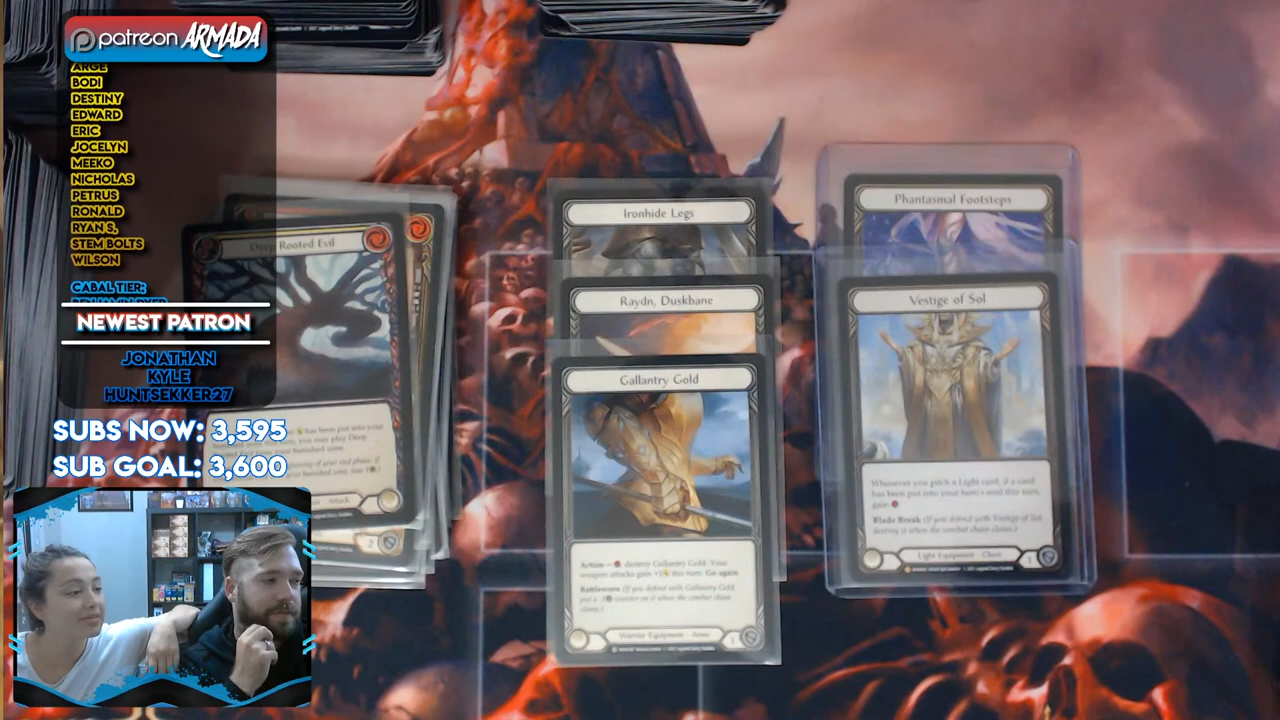 patreon ARMADA
ARGE
BODI
DESTINY
EDWARD
ERIC
JOCELYN
MEEKO
NICHOLAS
PETRUS
RONALD
RYAN S.
STEM BOLTS
WILSON
CABAL TIER:
NEWEST PATRON
JONATHAN
KYLE
HUNTSEKKER27
SUBS NOW: 3,595
SUB GOAL: 3,600
Deep Rooted Evil
Attack
2
Ironhide Legs
Raydn, Duskbane
Gallantry Gold
Action — destroy Gallantry Gold: Your
weapon attacks gain +1 this turn. Go again
Battleworn (If you defend with Gallantry Gold,
put a -1 counter on it when the combat chain
closes.)
Warrior Equipment - Arms
1
Phantasmal Footsteps
Vestige of Sol
Whenever you pitch a Light card, if a card
has been put into your hero's soul this turn,
gain
Blade Break (If you defend with Vestige of Sol,
destroy it when the combat chain closes.)
Light Equipment - Chest
1